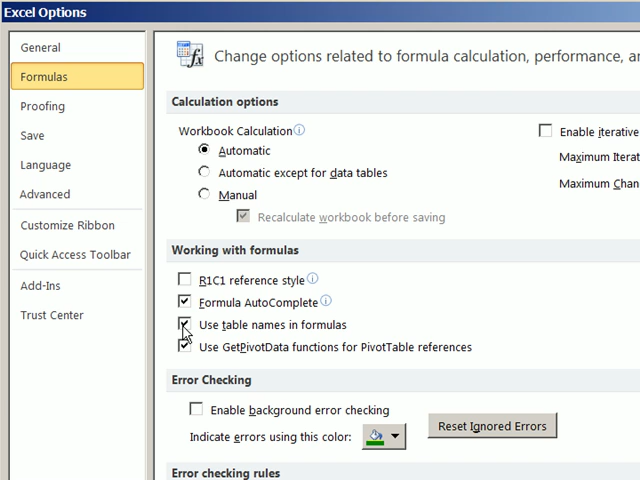 Excel Options
General
Formulas
Proofing
Save
Language
Advanced
Customize Ribbon
Quick Access Toolbar
Add-Ins
Trust Center
Change options related to formula calculation, performance,
Calculation options
Workbook Calculation
Automatic
Automatic except for data tables
Manual
Recalculate workbook before saving
Enable iterative
Maximum
Maximum
Working with formulas
R1C1 reference style
Formula AutoComplete
Use table names in formulas
Use GetPivotData functions for PivotTable references
Error Checking
Enable background error checking
Indicate errors using this color:
Reset Ignored Errors
Error checking rules